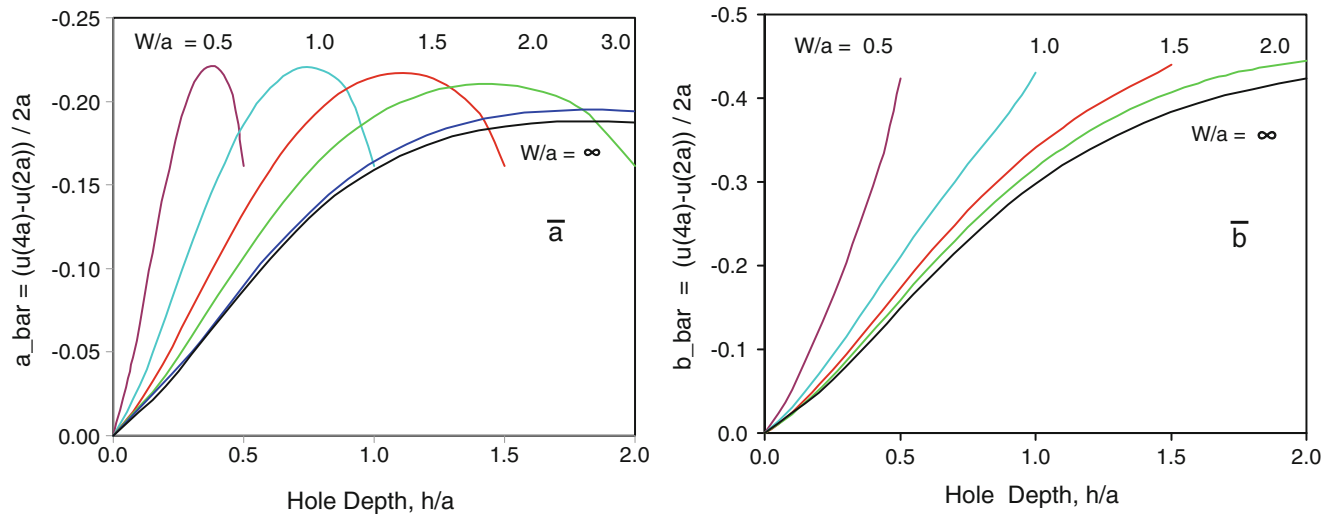 -0.25
-0.20
-0.15
-0.10
-0.05
0.00
a_bar = (u(4a)-u(2a)) / 2a
W/a = 0.5 1.0 1.5 2.0 3.0
W/a = ∞
a̅
0.0 0.5 1.0 1.5 2.0
Hole Depth, h/a
-0.5
-0.4
-0.3
-0.2
-0.1
0.0
b_bar = (u(4a)-u(2a)) / 2a
W/a = 0.5 1.0 1.5 2.0
W/a = ∞
b̅
0.0 0.5 1.0 1.5 2.0
Hole Depth, h/a